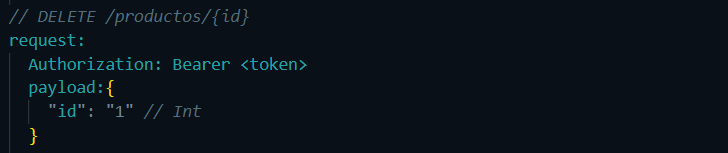 // DELETE /productos/{id}
request:
  Authorization: Bearer <token>
  payload:{
    "id": "1" // Int
  }